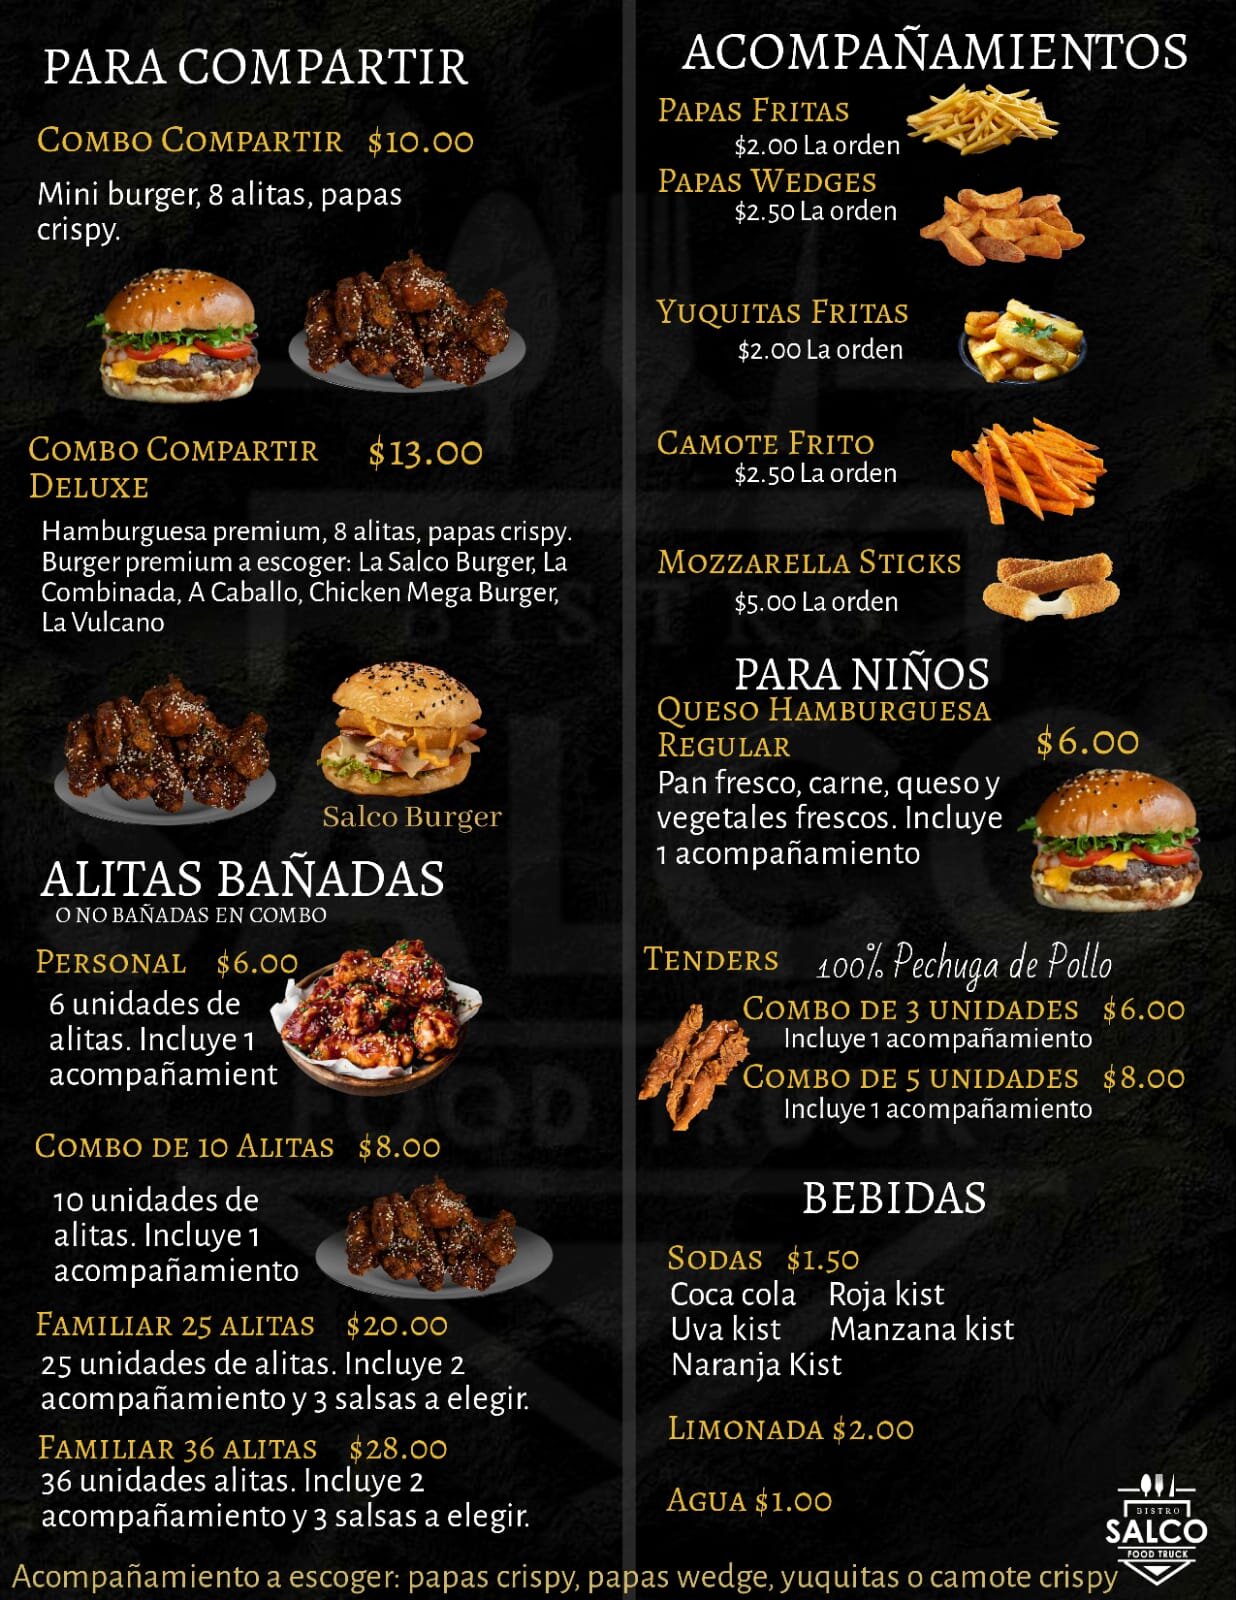 PARA COMPARTIR
COMBO COMPARTIR $10.00
Mini burger, 8 alitas, papas
crispy.
COMBO COMPARTIR $13.00
DELUXE
Hamburguesa premium, 8 alitas, papas crispy.
Burger premium a escoger: La Salco Burger, La
Combinada, A Caballo, Chicken Mega Burger,
La Vulcano
Salco Burger
ALITAS BAÑADAS
O NO BAÑADAS EN COMBO
PERSONAL $6.00
6 unidades de
alitas. Incluye 1
acompañamient
COMBO DE 10 ALITAS $8.00
10 unidades de
alitas. Incluye 1
acompañamiento
FAMILIAR 25 ALITAS $20.00
25 unidades de alitas. Incluye 2
acompañamiento y 3 salsas a elegir.
FAMILIAR 36 ALITAS $28.00
36 unidades alitas. Incluye 2
acompañamiento y 3 salsas a elegir.
ACOMPAÑAMIENTOS
PAPAS FRITAS
$2.00 La orden
PAPAS WEDGES
$2.50 La orden
YUQUITAS FRITAS
$2.00 La orden
CAMOTE FRITO
$2.50 La orden
MOZZARELLA STICKS
$5.00 La orden
PARA NIÑOS
QUESO HAMBURGUESA
REGULAR $6.00
Pan fresco, carne, queso y
vegetales frescos. Incluye
1 acompañamiento
TENDERS 100% Pechuga de Pollo
COMBO DE 3 UNIDADES $6.00
Incluye 1 acompañamiento
COMBO DE 5 UNIDADES $8.00
Incluye 1 acompañamiento
BEBIDAS
SODAS $1.50
Coca cola Roja kist
Uva kist Manzana kist
Naranja Kist
LIMONADA $2.00
AGUA $1.00
BISTRO
SALCO
FOOD TRUCK
Acompañamiento a escoger: papas crispy, papas wedge, yuquitas o camote crispy
BISTRO
SALCO
FOOD TRUCK